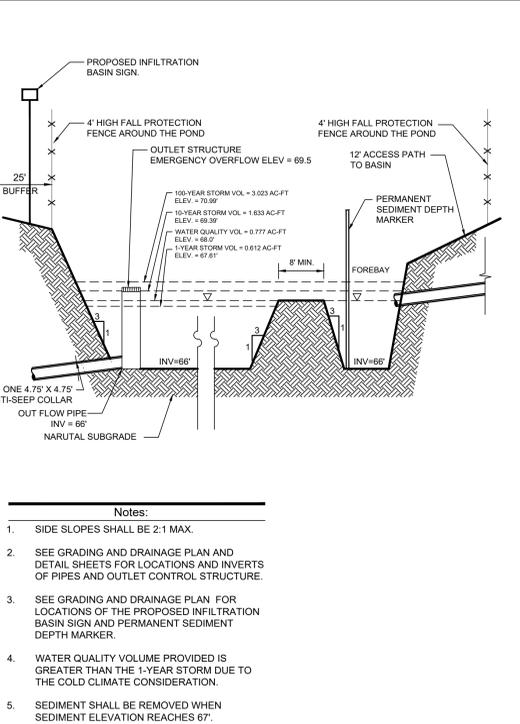 PROPOSED INFILTRATION
BASIN SIGN.
4' HIGH FALL PROTECTION
FENCE AROUND THE POND
4' HIGH FALL PROTECTION
FENCE AROUND THE POND
OUTLET STRUCTURE
EMERGENCY OVERFLOW ELEV = 69.5
12' ACCESS PATH
TO BASIN
25'
BUFFER
100-YEAR STORM VOL = 3.023 AC-FT
ELEV. = 70.99'
10-YEAR STORM VOL = 1.633 AC-FT
ELEV. = 69.39'
WATER QUALITY VOL = 0.777 AC-FT
ELEV. = 68.0'
1-YEAR STORM VOL = 0.612 AC-FT
ELEV. = 67.61'
PERMANENT
SEDIMENT DEPTH
MARKER
8' MIN.
FOREBAY
3
1
3
1
3
1
INV=66'
INV=66'
ONE 4.75' X 4.75'
TI-SEEP COLLAR
OUT FLOW PIPE
INV = 66'
NARUTAL SUBGRADE
Notes:
1. SIDE SLOPES SHALL BE 2:1 MAX.
2. SEE GRADING AND DRAINAGE PLAN AND
DETAIL SHEETS FOR LOCATIONS AND INVERTS
OF PIPES AND OUTLET CONTROL STRUCTURE.
3. SEE GRADING AND DRAINAGE PLAN FOR
LOCATIONS OF THE PROPOSED INFILTRATION
BASIN SIGN AND PERMANENT SEDIMENT
DEPTH MARKER.
4. WATER QUALITY VOLUME PROVIDED IS
GREATER THAN THE 1-YEAR STORM DUE TO
THE COLD CLIMATE CONSIDERATION.
5. SEDIMENT SHALL BE REMOVED WHEN
SEDIMENT ELEVATION REACHES 67'.